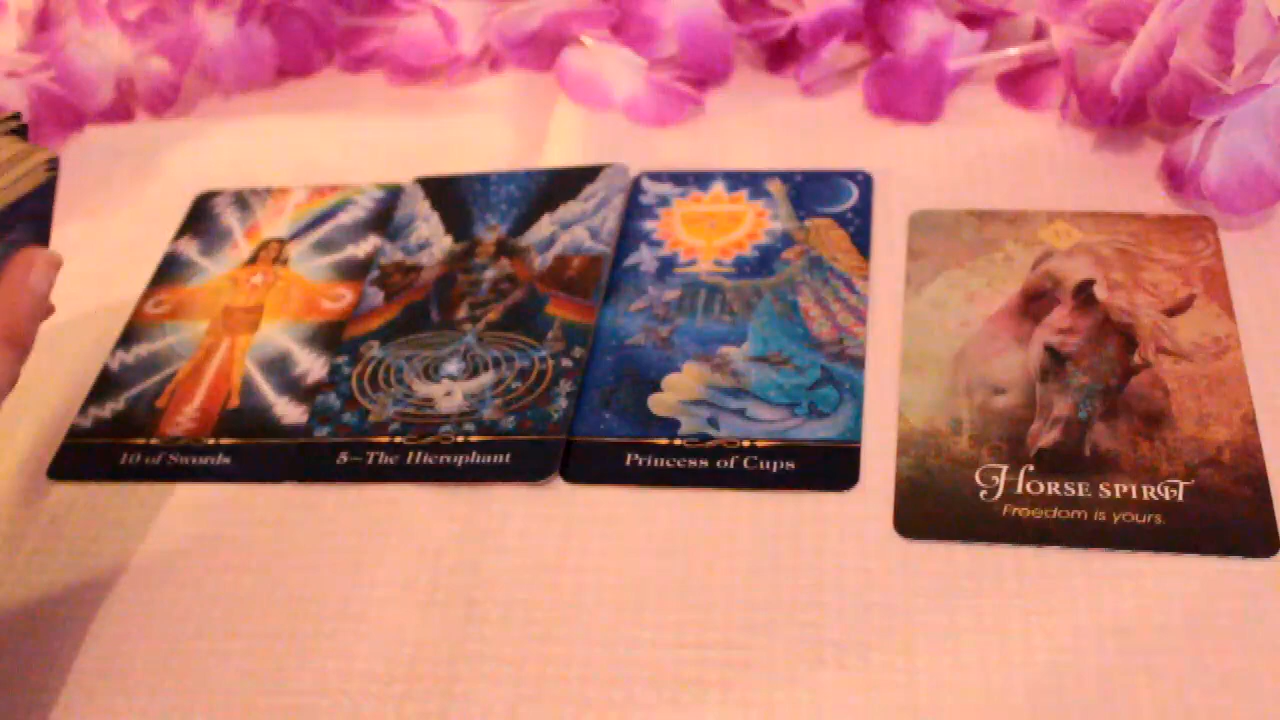 10 of Swords
5~The Hierophant
Princess of Cups
HORSE SPIRIT
Freedom is yours.